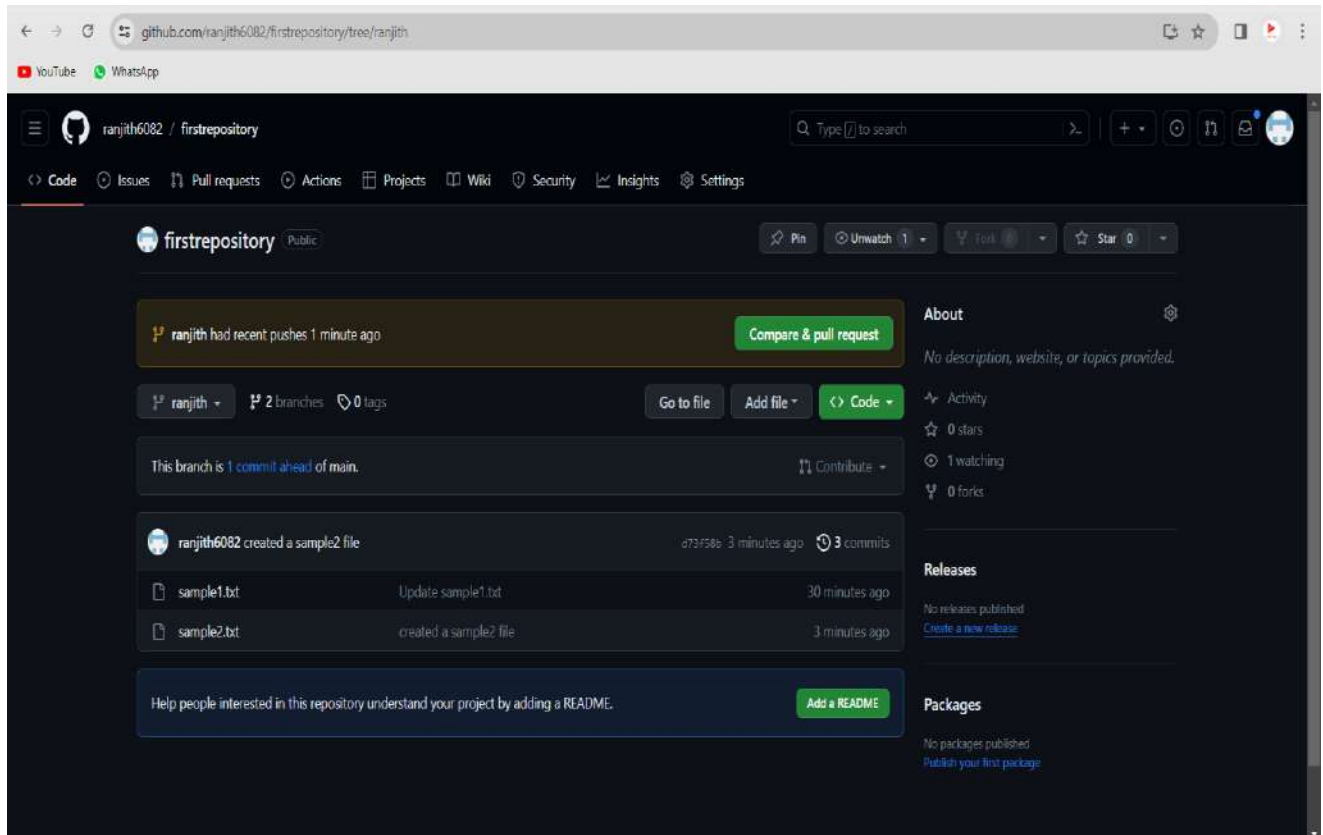 github.com/ranjith6082/firstrepository/tree/ranjith
YouTube WhatsApp
ranjith6082 / firstrepository Type / to search
Code Issues Pull requests Actions Projects Wiki Security Insights Settings
firstrepository Public Pin Unwatch 1 Fork Star 0
ranjith had recent pushes 1 minute ago Compare & pull request
ranjith 2 branches 0 tags Go to file Add file Code
This branch is 1 commit ahead of main. Contribute
ranjith6082 created a sample2 file d73f58b 3 minutes ago 3 commits
sample1.txt Update sample1.txt 30 minutes ago
sample2.txt created a sample2 file 3 minutes ago
Help people interested in this repository understand your project by adding a README. Add a README
About
No description, website, or topics provided.
Activity
0 stars
1 watching
0 forks
Releases
No releases published
Create a new release
Packages
No packages published
Publish your first package